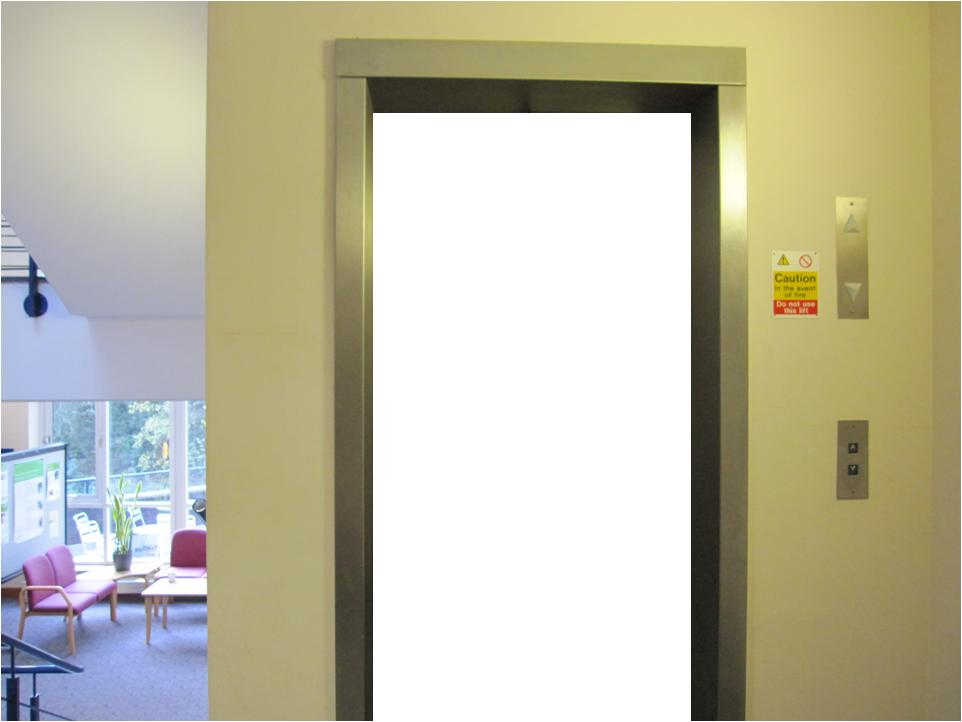 Caution
in the event
of fire
Do not use
this lift